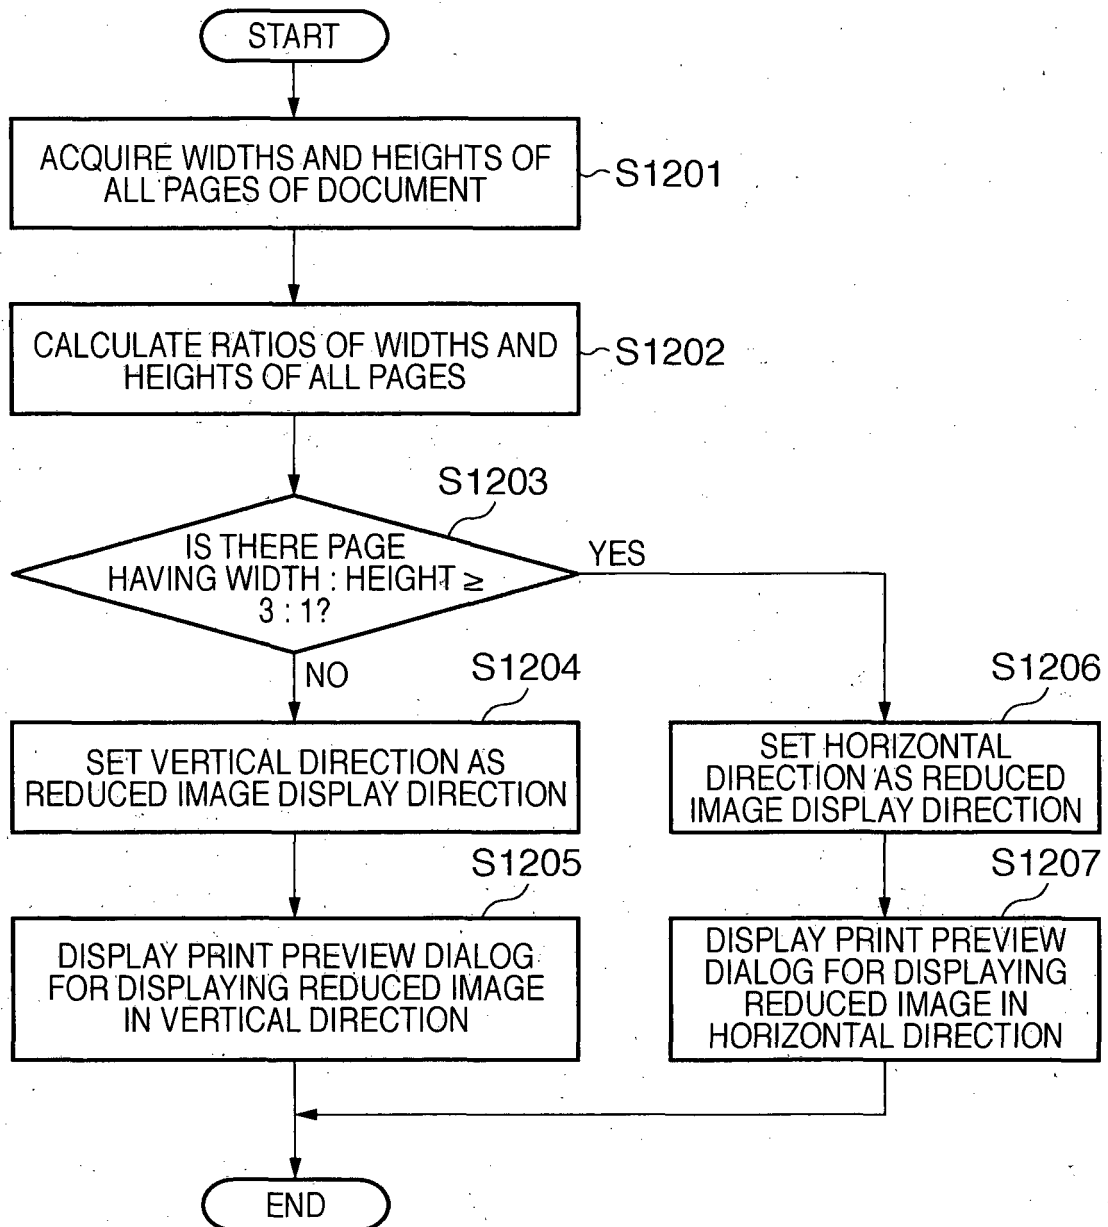 START
ACQUIRE WIDTHS AND HEIGHTS OF
ALL PAGES OF DOCUMENT
S1201
CALCULATE RATIOS OF WIDTHS AND
HEIGHTS OF ALL PAGES
S1202
S1203
IS THERE PAGE
HAVING WIDTH : HEIGHT ≥
3 : 1?
YES
NO
S1204
SET VERTICAL DIRECTION AS
REDUCED IMAGE DISPLAY DIRECTION
S1206
SET HORIZONTAL
DIRECTION AS REDUCED
IMAGE DISPLAY DIRECTION
S1205
DISPLAY PRINT PREVIEW DIALOG
FOR DISPLAYING REDUCED IMAGE
IN VERTICAL DIRECTION
S1207
DISPLAY PRINT PREVIEW
DIALOG FOR DISPLAYING
REDUCED IMAGE IN
HORIZONTAL DIRECTION
END